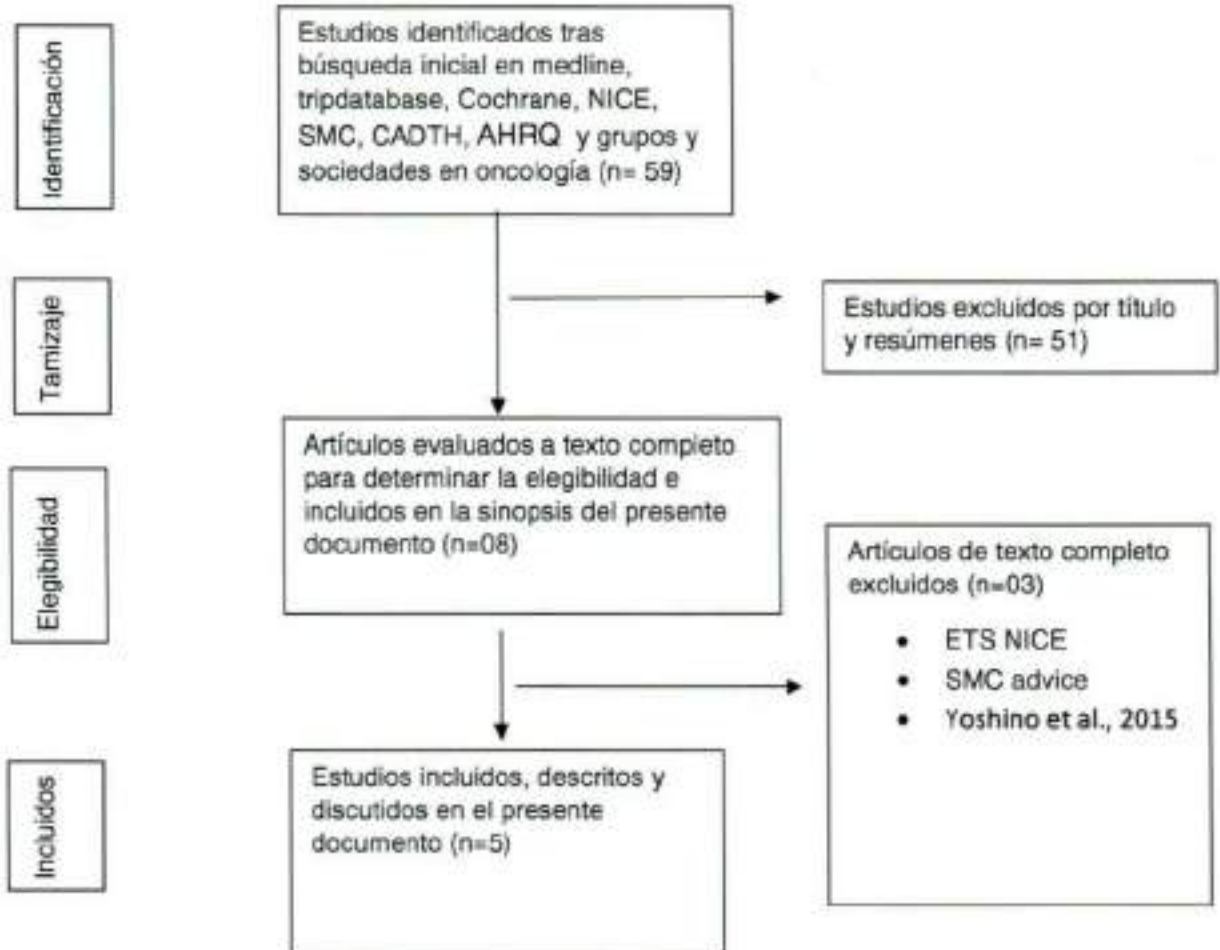 Identificación
Estudios identificados tras
búsqueda inicial en medline,
tripdatabase, Cochrane, NICE,
SMC, CADTH, AHRQ y grupos y
sociedades en oncología (n= 59)
Tamizaje
Estudios excluidos por título
y resúmenes (n= 51)
Elegibilidad
Artículos evaluados a texto completo
para determinar la elegibilidad e
incluidos en la sinopsis del presente
documento (n=08)
Artículos de texto completo
excluidos (n=03)
• ETS NICE
• SMC advice
• Yoshino et al., 2015
Incluidos
Estudios incluidos, descritos y
discutidos en el presente
documento (n=5)